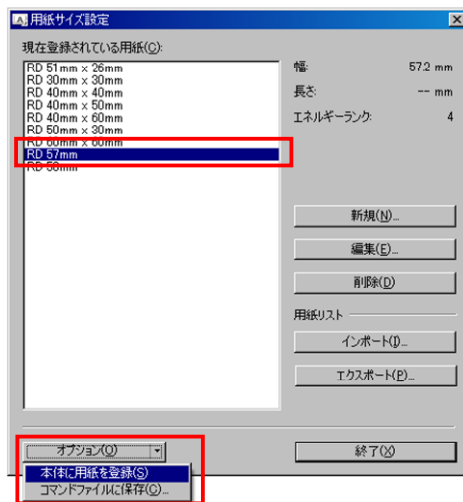 用紙サイズ設定
現在登録されている用紙(C):
RD 51mm x 26mm
RD 30mm x 30mm
RD 40mm x 40mm
RD 40mm x 50mm
RD 40mm x 60mm
RD 50mm x 30mm
RD 60mm x 60mm
RD 57mm
RD 58mm
幅: 57.2 mm
長さ: -- mm
エネルギーランク: 4
新規(N)...
編集(E)...
削除(D)
用紙リスト
インポート(I)...
エクスポート(P)...
オプション(O)
終了(X)
本体に用紙を登録(S)
コマンドファイルに保存(C)...